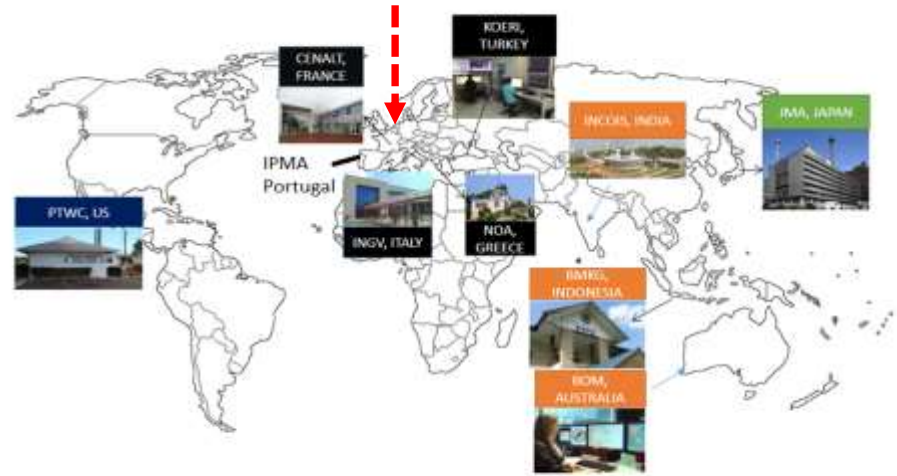 KOERI,
TURKEY
CENALT,
FRANCE
INCOIS, INDIA
JMA, JAPAN
IPMA
Portugal
PTWC, US
INGV, ITALY
NOA,
GREECE
BMKG,
INDONESIA
BOM,
AUSTRALIA